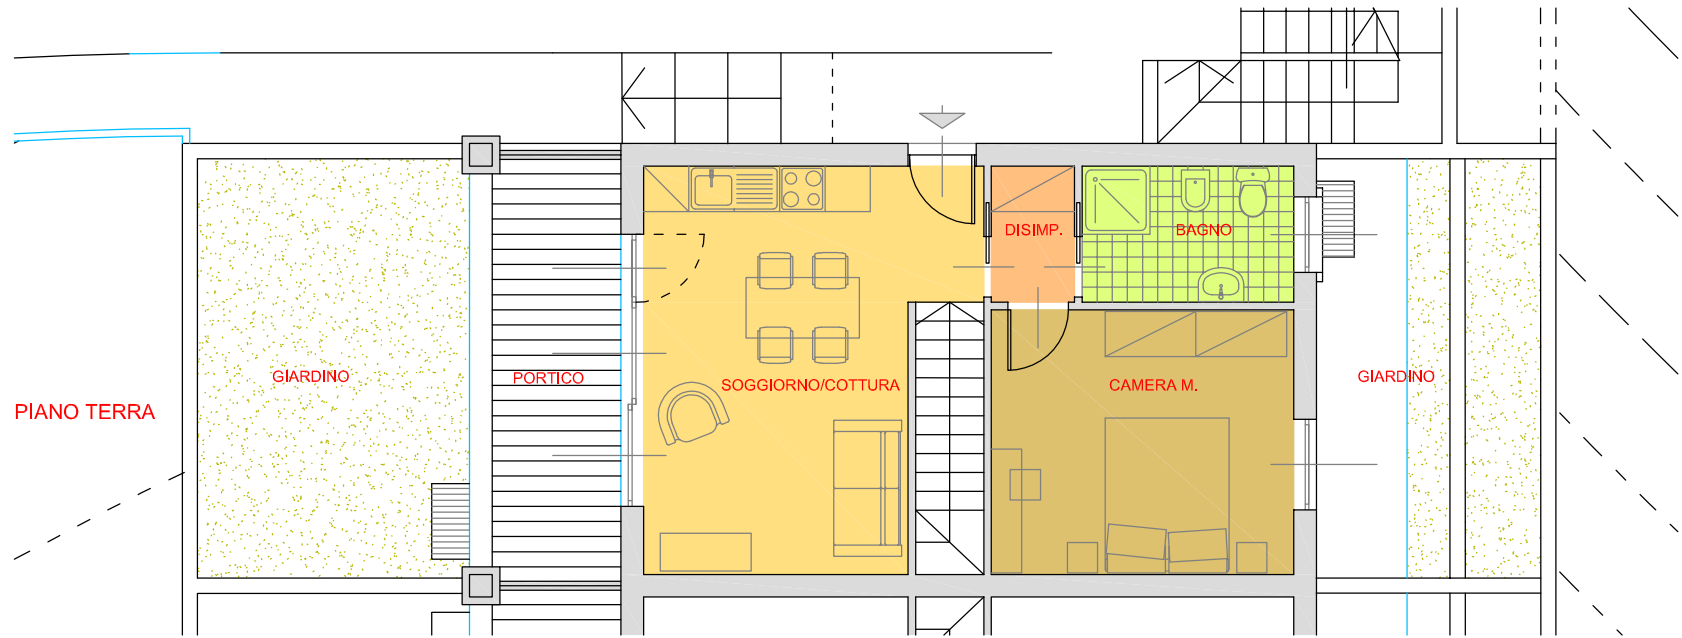 PIANO TERRA
GIARDINO
PORTICO
SOGGIORNO/COTTURA
DISIMP.
BAGNO
CAMERA M.
GIARDINO